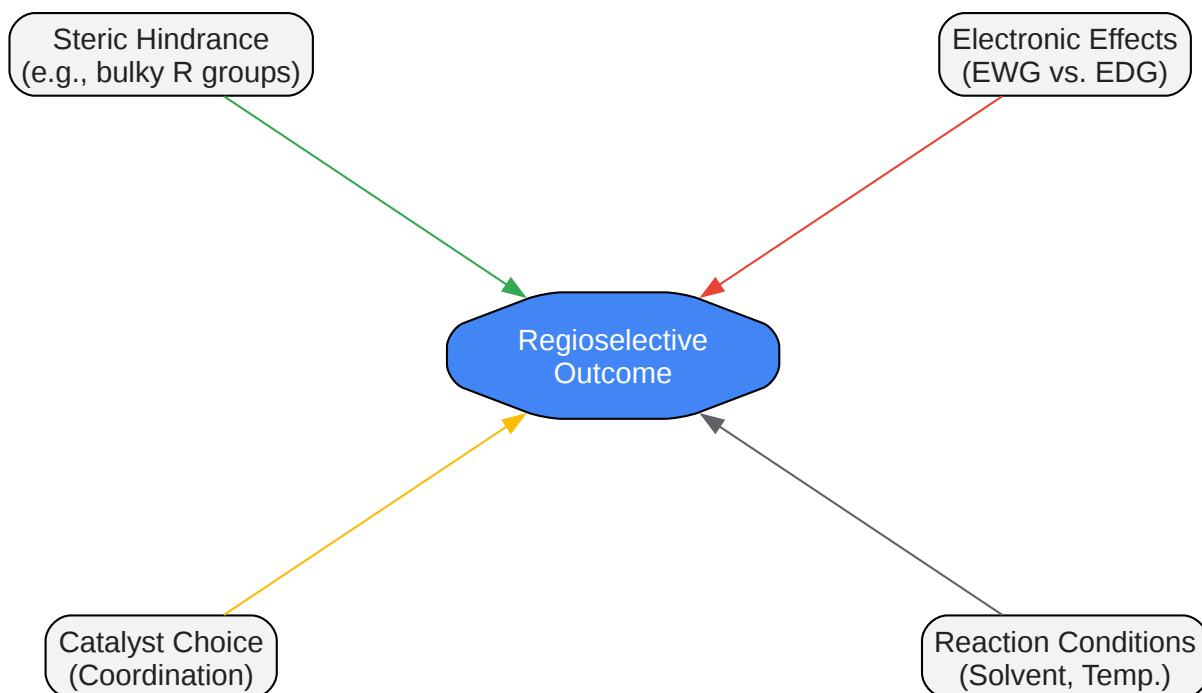 Steric Hindrance
(e.g., bulky R groups)
Electronic Effects
(EWG vs. EDG)
Regioselective
Outcome
Catalyst Choice
(Coordination)
Reaction Conditions
(Solvent, Temp.)